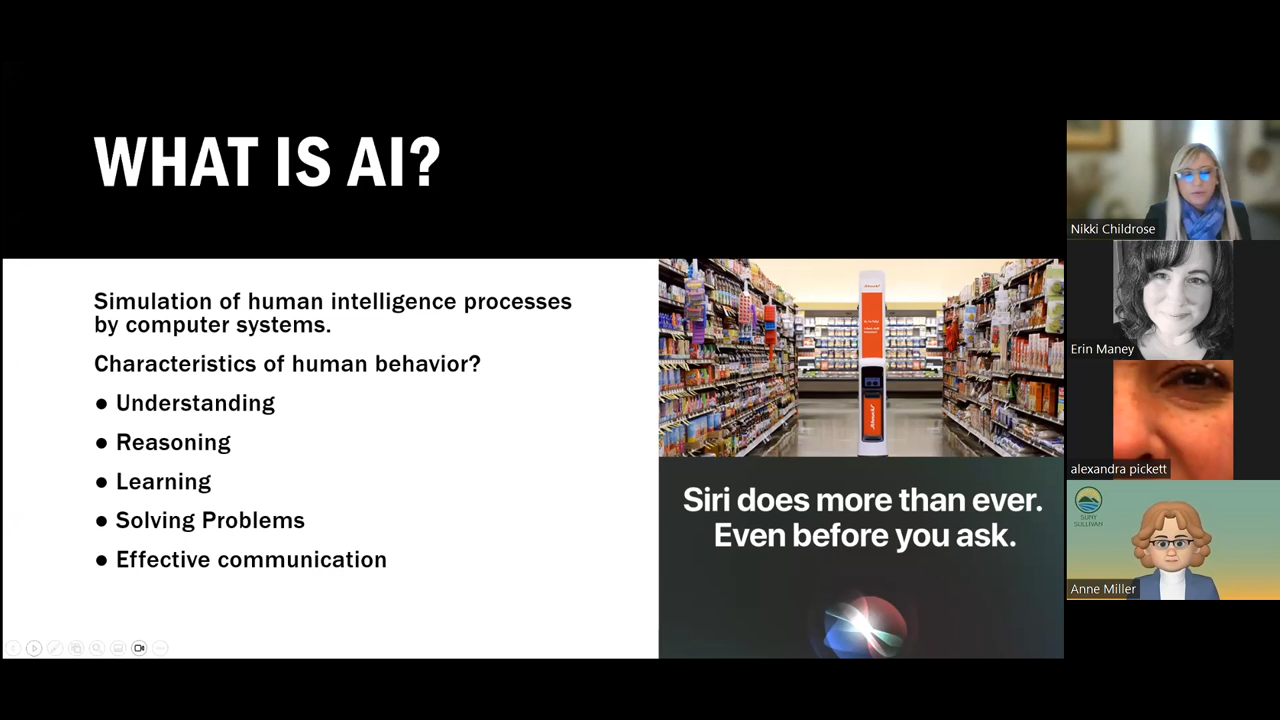 WHAT IS AI?
Simulation of human intelligence processes
by computer systems.
Characteristics of human behavior?
● Understanding
● Reasoning
● Learning
● Solving Problems
● Effective communication
Siri does more than ever.
Even before you ask.
Nikki Childrose
Erin Maney
alexandra pickett
SUNY
SULLIVAN
Anne Miller